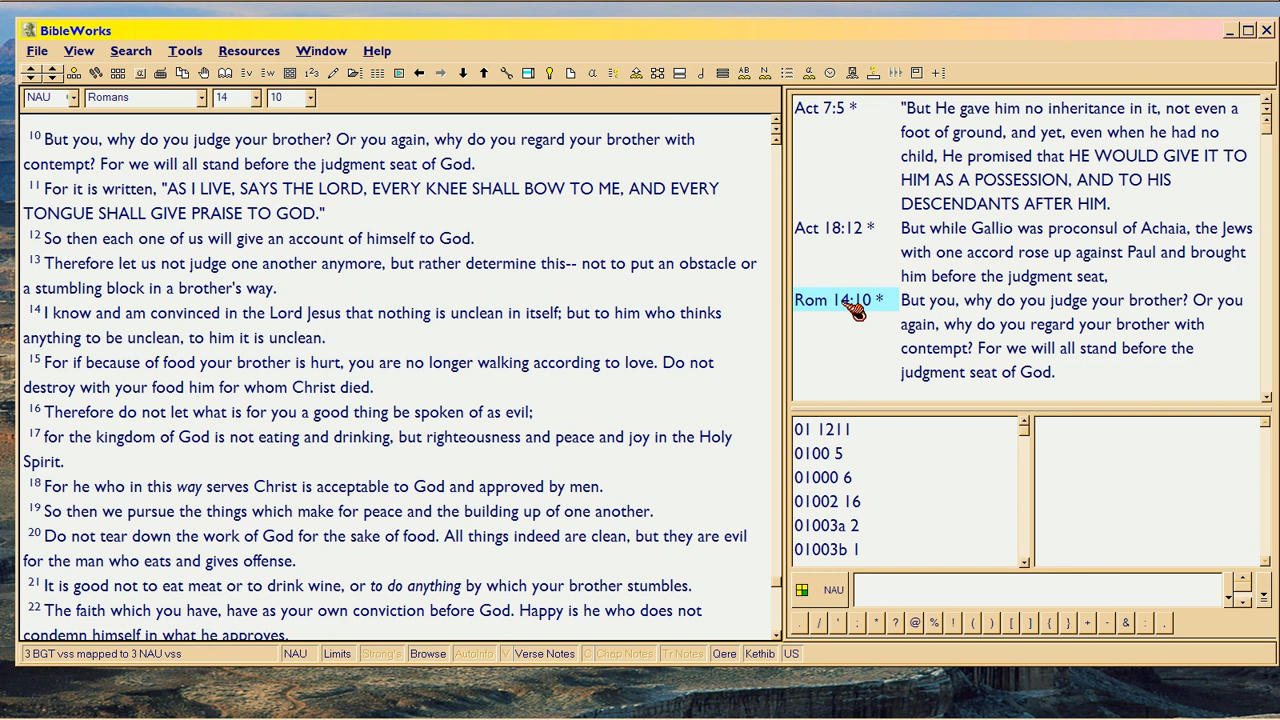 BibleWorks
File View Search Tools Resources Window Help
NAU Romans 14 10
10 But you, why do you judge your brother? Or you again, why do you regard your brother with
contempt? For we will all stand before the judgment seat of God.
11 For it is written, "AS I LIVE, SAYS THE LORD, EVERY KNEE SHALL BOW TO ME, AND EVERY
TONGUE SHALL GIVE PRAISE TO GOD."
12 So then each one of us will give an account of himself to God.
13 Therefore let us not judge one another anymore, but rather determine this-- not to put an obstacle or
a stumbling block in a brother's way.
14 I know and am convinced in the Lord Jesus that nothing is unclean in itself; but to him who thinks
anything to be unclean, to him it is unclean.
15 For if because of food your brother is hurt, you are no longer walking according to love. Do not
destroy with your food him for whom Christ died.
16 Therefore do not let what is for you a good thing be spoken of as evil;
17 for the kingdom of God is not eating and drinking, but righteousness and peace and joy in the Holy
Spirit.
18 For he who in this way serves Christ is acceptable to God and approved by men.
19 So then we pursue the things which make for peace and the building up of one another.
20 Do not tear down the work of God for the sake of food. All things indeed are clean, but they are evil
for the man who eats and gives offense.
21 It is good not to eat meat or to drink wine, or to do anything by which your brother stumbles.
22 The faith which you have, have as your own conviction before God. Happy is he who does not
condemn himself in what he approves.
Act 7:5 * "But He gave him no inheritance in it, not even a
foot of ground, and yet, even when he had no
child, He promised that HE WOULD GIVE IT TO
HIM AS A POSSESSION, AND TO HIS
DESCENDANTS AFTER HIM.
Act 18:12 * But while Gallio was proconsul of Achaia, the Jews
with one accord rose up against Paul and brought
him before the judgment seat,
Rom 14:10 * But you, why do you judge your brother? Or you
again, why do you regard your brother with
contempt? For we will all stand before the
judgment seat of God.
01 1211
0100 5
01000 6
01002 16
01003a 2
01003b 1
NAU
. / ' ; * ? @ % ! ( ) [ ] { } + - & : ,
3 BGT vss mapped to 3 NAU vss NAU Limits Strong's Browse AutoInfo V Verse Notes C Chap Notes Tr Notes Qere Kethib US